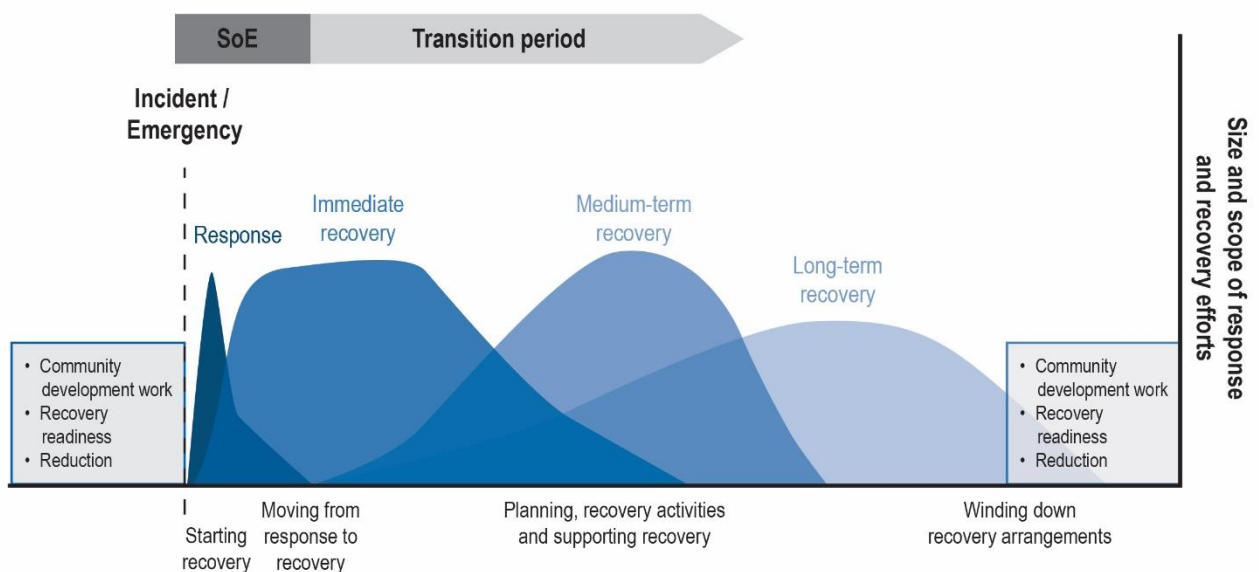 SoE
Transition period
Incident /
Emergency
Response
Immediate
recovery
Medium-term
recovery
Long-term
recovery
Size and scope of response
and recovery efforts
• Community
development work
• Recovery
readiness
• Reduction
• Community
development work
• Recovery
readiness
• Reduction
Starting
recovery
Moving from
response to
recovery
Planning, recovery activities
and supporting recovery
Winding down
recovery arrangements